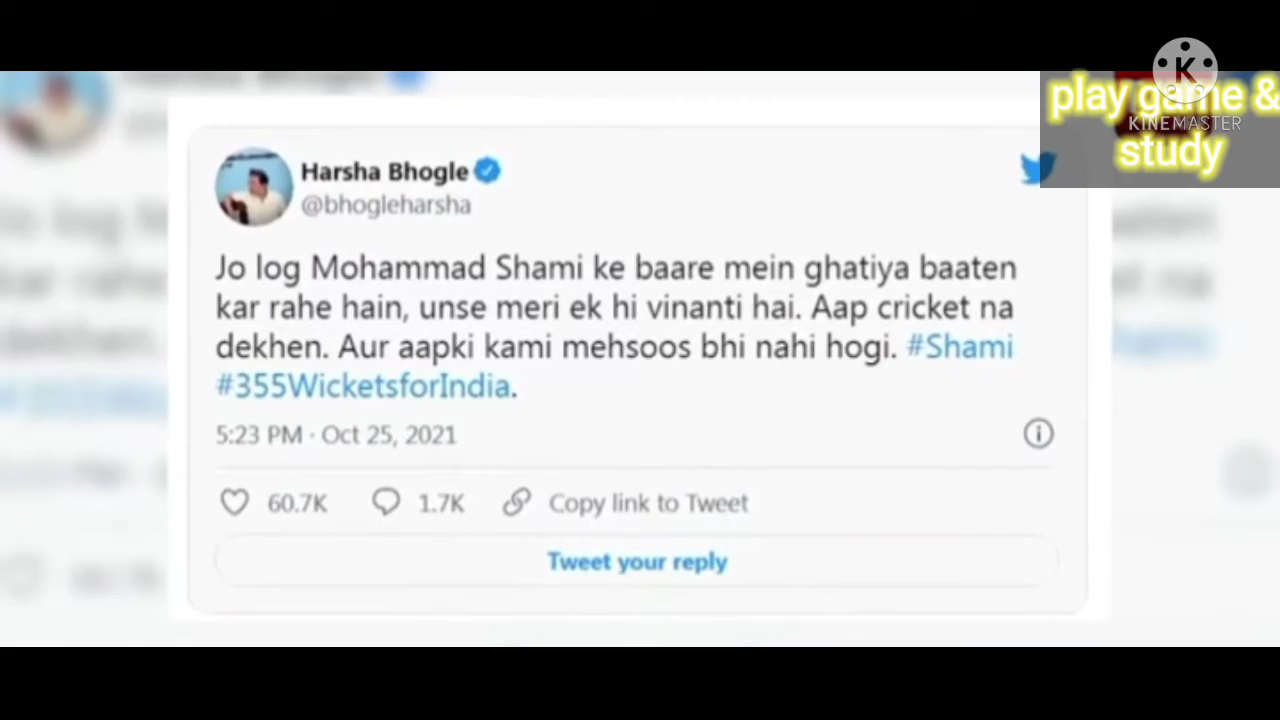 play game &
KINEMASTER
study
Harsha Bhogle
@bhogleharsha
Jo log Mohammad Shami ke baare mein ghatiya baaten
kar rahe hain, unse meri ek hi vinanti hai. Aap cricket na
dekhen. Aur aapki kami mehsoos bhi nahi hogi. #Shami
#355WicketsforIndia.
5:23 PM · Oct 25, 2021
60.7K 1.7K Copy link to Tweet
Tweet your reply